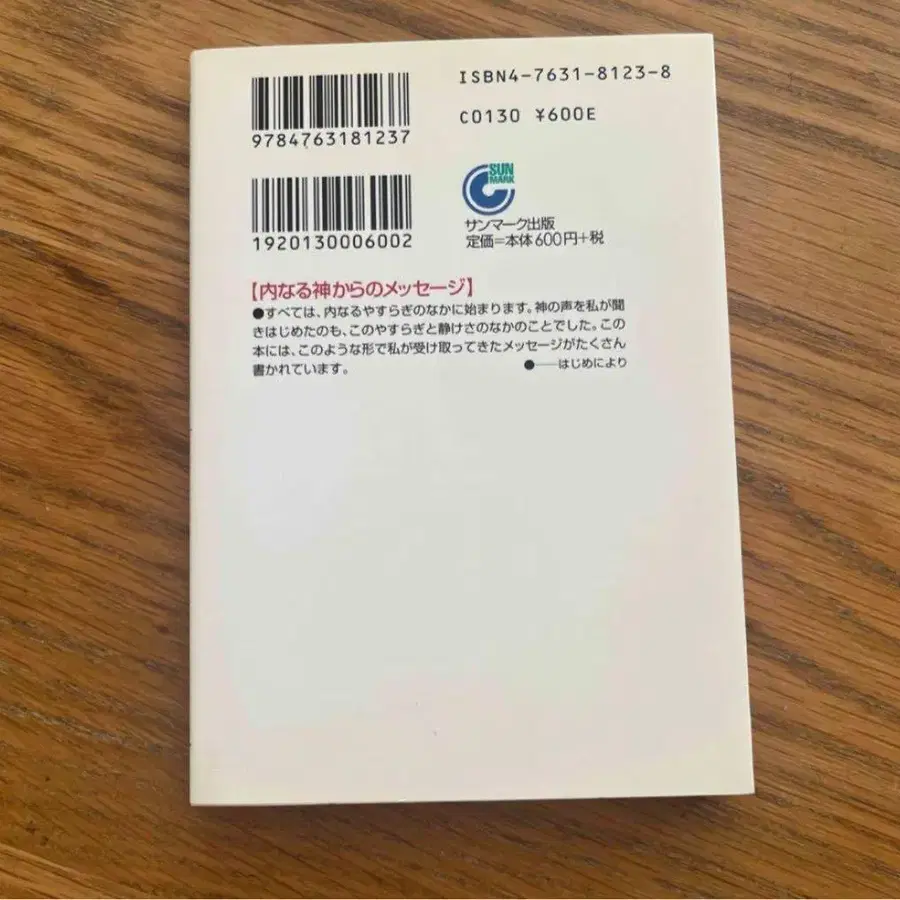 ISBN4-7631-8123-8
9784763181237
C0130 ¥600E
SUN
MARK
サンマーク出版
定価=本体600円+税
1920130006002
【内なる神からのメッセージ】
●すべては、内なるやすらぎのなかに始まります。神の声を私が聞
きはじめたのも、このやすらぎと静けさのなかのことでした。この
本には、このような形で私が受け取ってきたメッセージがたくさん
書かれています。 ●──はじめにより